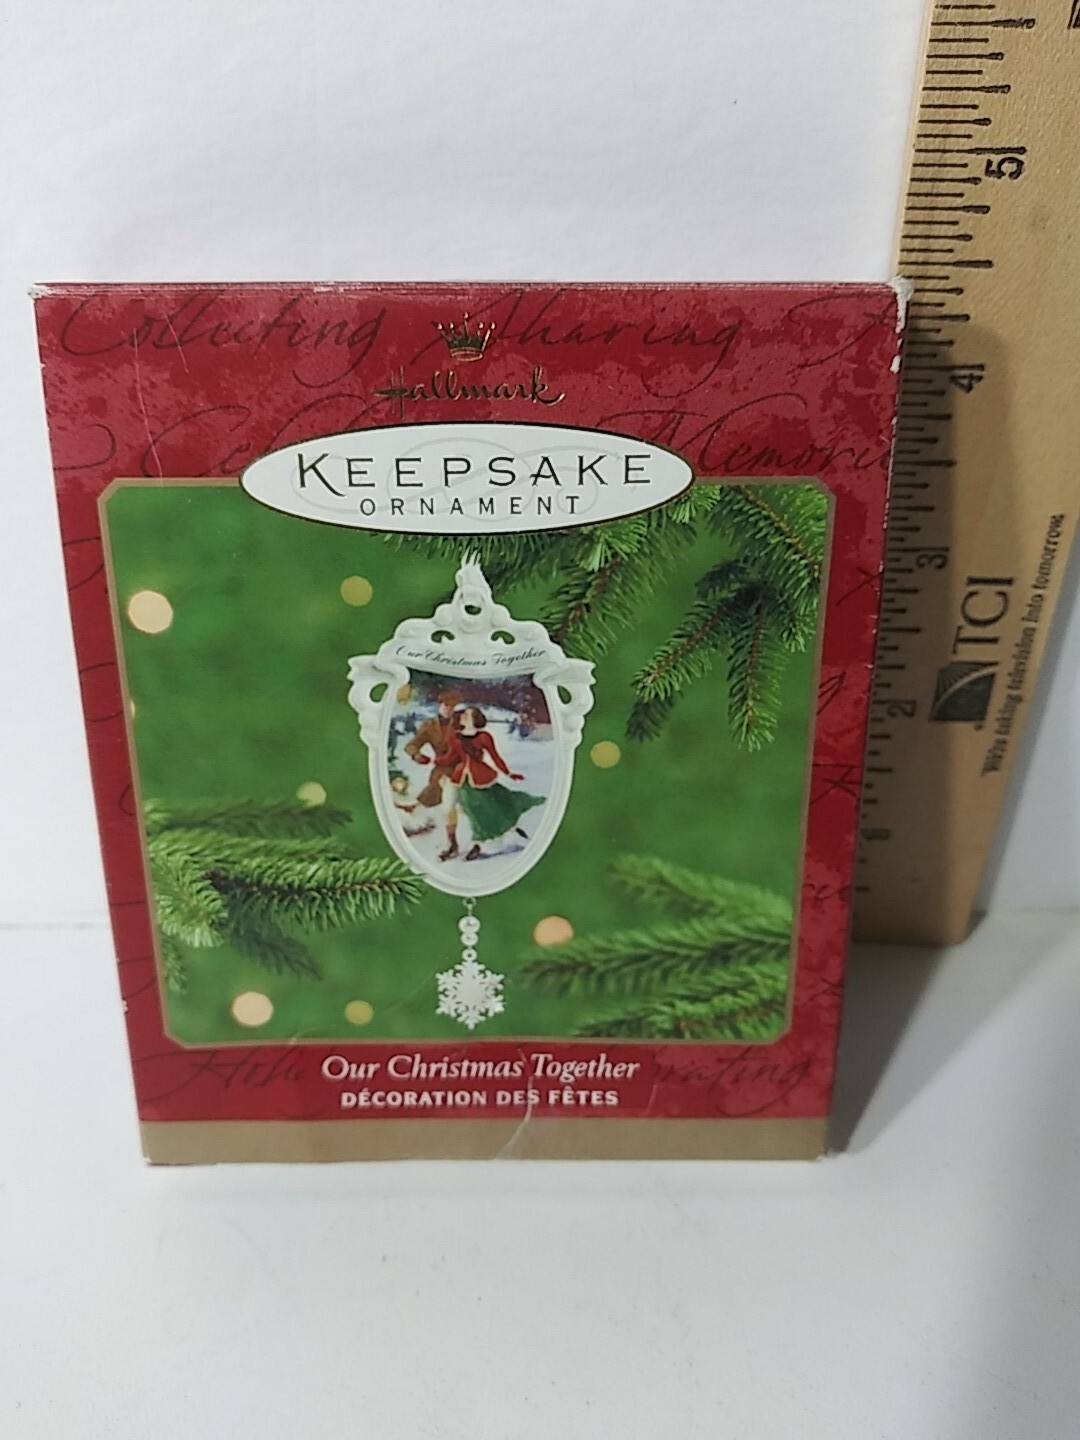 Collecting Sharing
Hallmark
Memories
KEEPSAKE
ORNAMENT
Our Christmas Together
Our Christmas Together
DÉCORATION DES FÊTES
5
4
3
2
1
TCI
We're taking television into tomorrow.